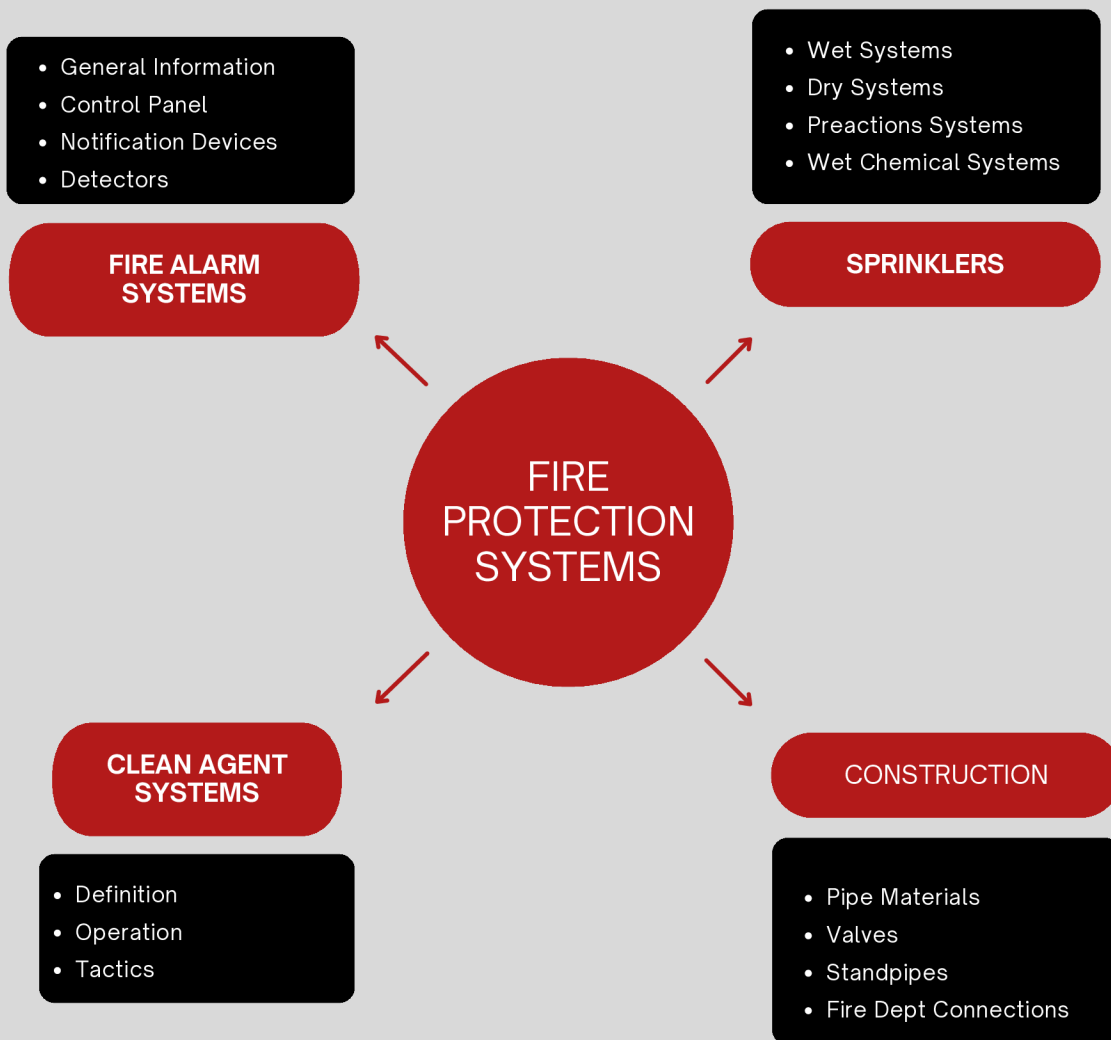 • General Information
• Control Panel
• Notification Devices
• Detectors
FIRE ALARM
SYSTEMS
• Wet Systems
• Dry Systems
• Preactions Systems
• Wet Chemical Systems
SPRINKLERS
FIRE
PROTECTION
SYSTEMS
CLEAN AGENT
SYSTEMS
• Definition
• Operation
• Tactics
CONSTRUCTION
• Pipe Materials
• Valves
• Standpipes
• Fire Dept Connections